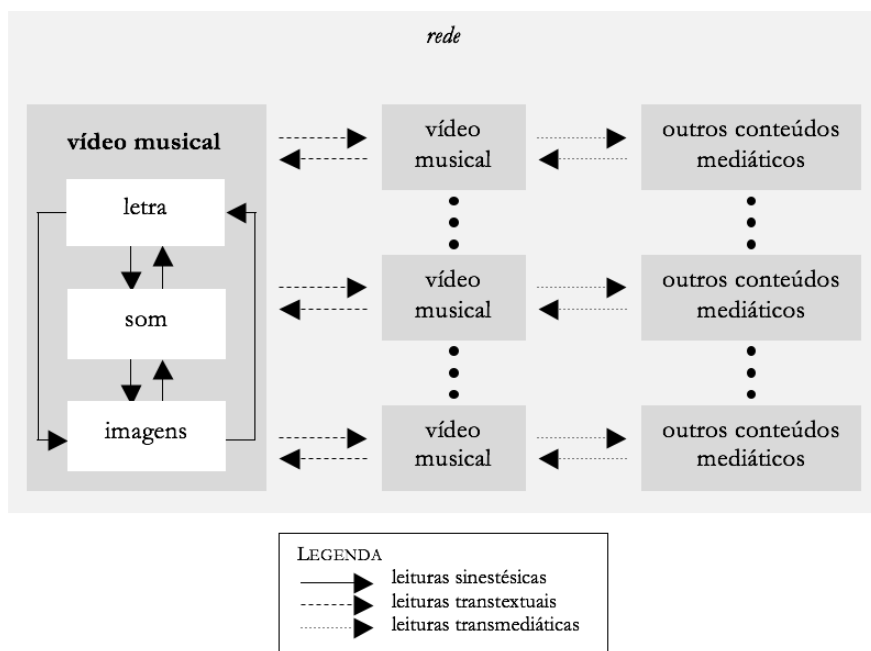 rede
vídeo musical
letra
som
imagens
vídeo
musical
outros conteúdos
mediáticos
vídeo
musical
outros conteúdos
mediáticos
vídeo
musical
outros conteúdos
mediáticos
LEGENDA
leituras sinestésicas
leituras transtextuais
leituras transmediáticas